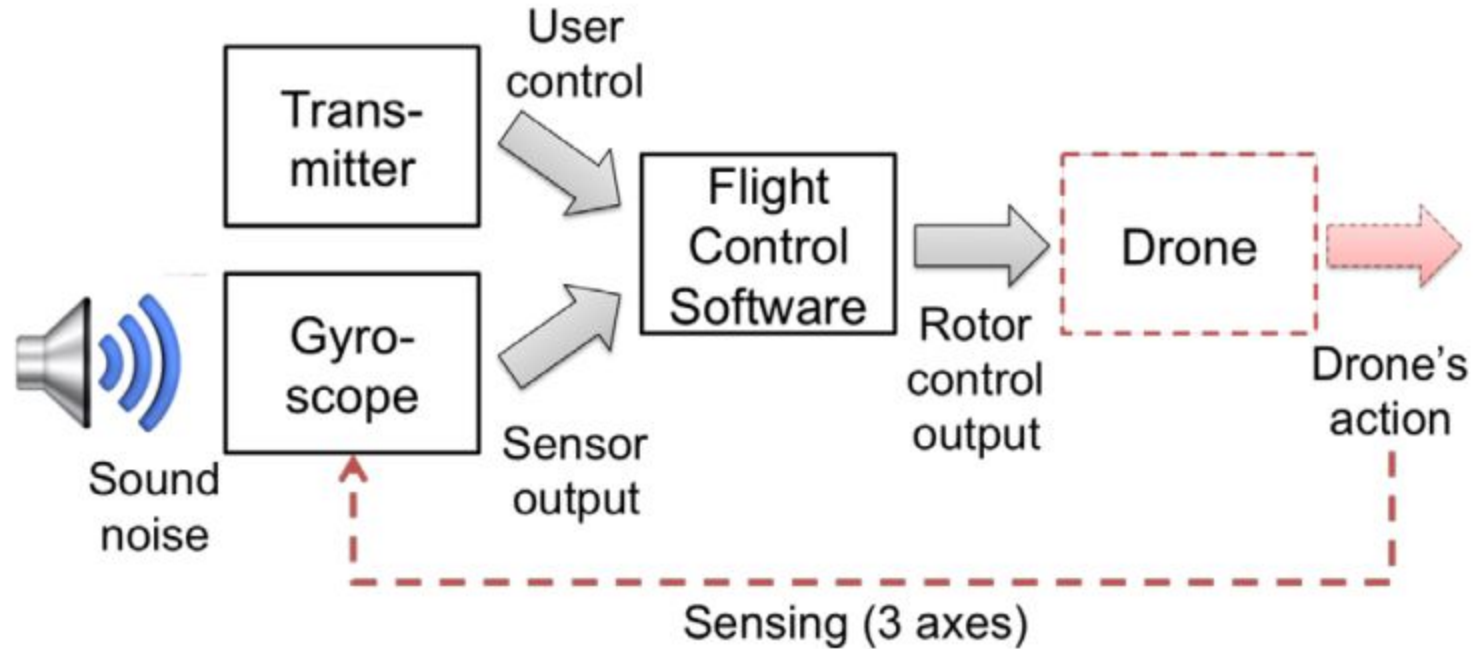 User
control
Trans-
mitter
Flight
Control
Software
Drone
Gyro-
scope
Sound
noise
Sensor
output
Rotor
control
output
Drone's
action
Sensing (3 axes)